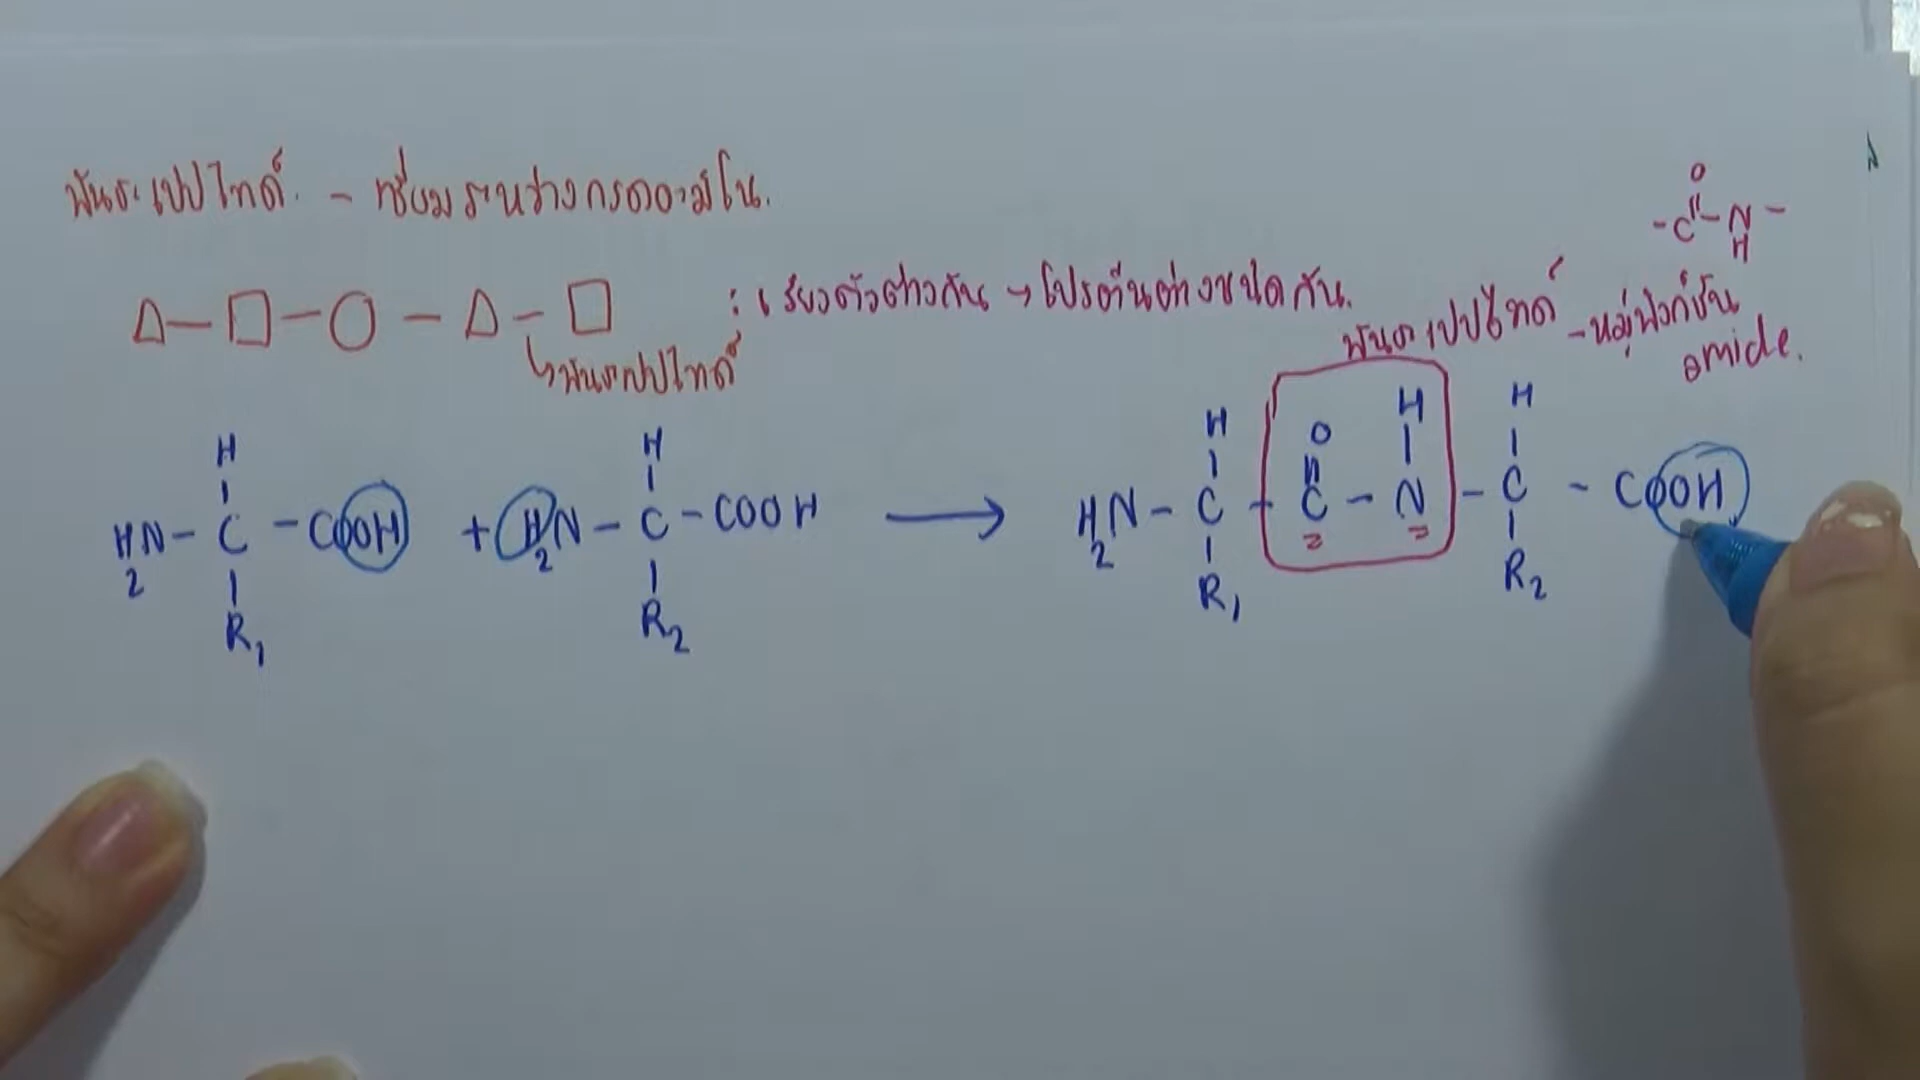 พันธะเปปไทด์ - เชื่อมระหว่างกรดอะมิโน.
: เรียงตัวต่างกัน → โปรตีนต่างชนิดกัน.
↳พันธะเปปไทด์
O
-C-N-
H
พันธะเปปไทด์ -หมู่ฟังก์ชัน
amide.
H H
H₂N-C-COOH + H₂N-C-COOH →
R₁ R₂
H O H H
H₂N-C-C-N-C-COOH
R₁ R₂